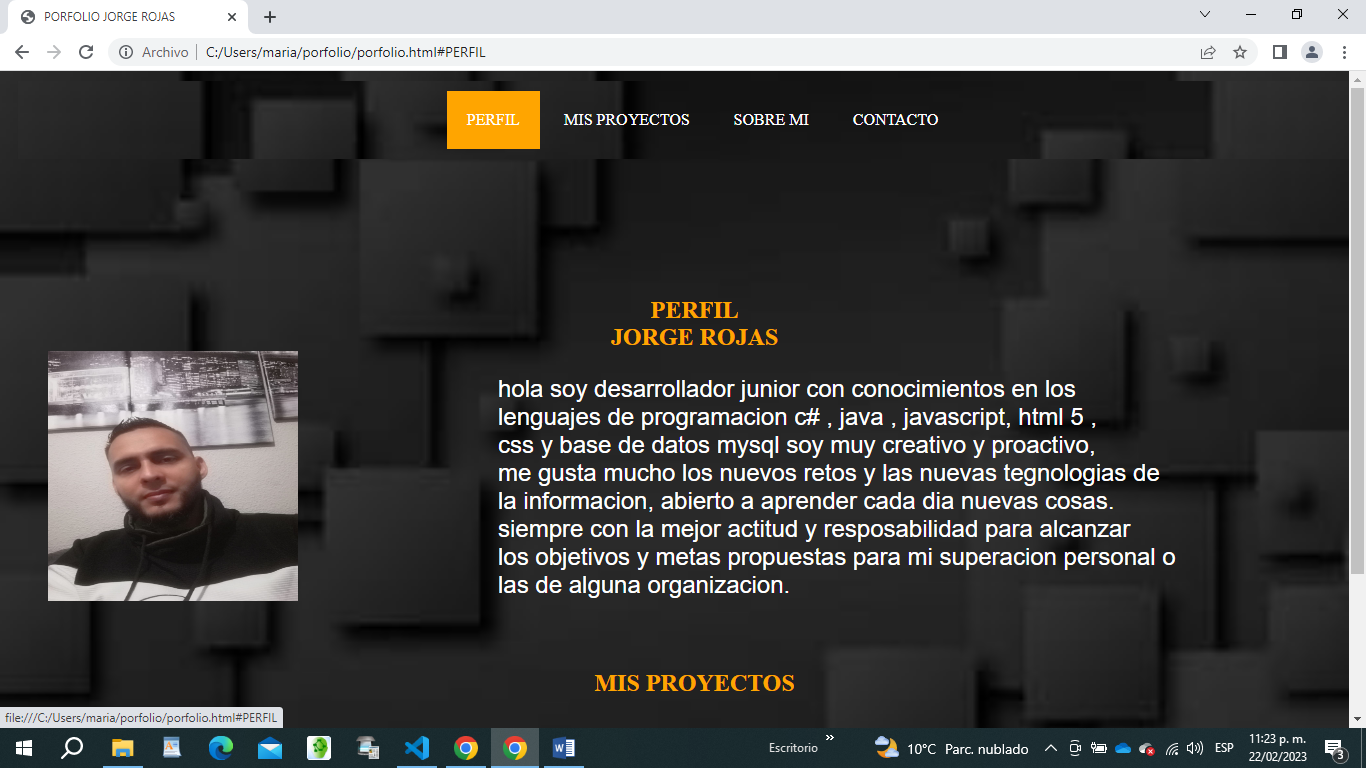 PORFOLIO JORGE ROJAS
Archivo
C:/Users/maria/porfolio/porfolio.html#PERFIL
PERFIL MIS PROYECTOS SOBRE MI CONTACTO
PERFIL
JORGE ROJAS
hola soy desarrollador junior con conocimientos en los
lenguajes de programacion c# , java , javascript, html 5 ,
css y base de datos mysql soy muy creativo y proactivo,
me gusta mucho los nuevos retos y las nuevas tegnologias de
la informacion, abierto a aprender cada dia nuevas cosas.
siempre con la mejor actitud y resposabilidad para alcanzar
los objetivos y metas propuestas para mi superacion personal o
las de alguna organizacion.
MIS PROYECTOS
file:///C:/Users/maria/porfolio/porfolio.html#PERFIL
Escritorio
10°C Parc. nublado
ESP
11:23 p. m.
22/02/2023
3